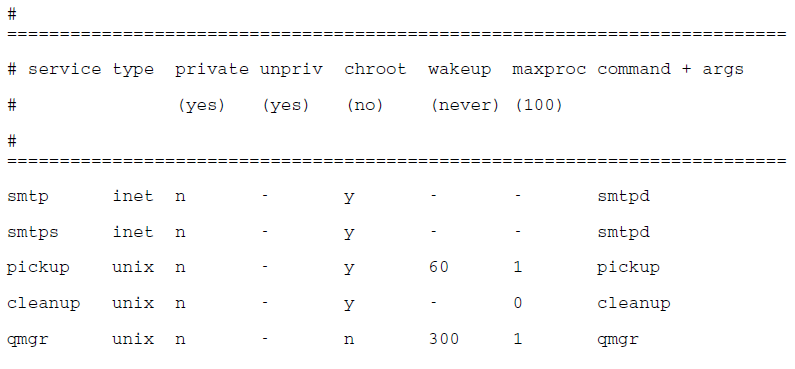 #
==========================================================================
# service type  private unpriv  chroot  wakeup  maxproc command + args
#               (yes)   (yes)   (no)    (never) (100)
#
==========================================================================
smtp      inet  n       -       y       -       -       smtpd
smtps     inet  n       -       y       -       -       smtpd
pickup    unix  n       -       y       60      1       pickup
cleanup   unix  n       -       y       -       0       cleanup
qmgr      unix  n       -       n       300     1       qmgr